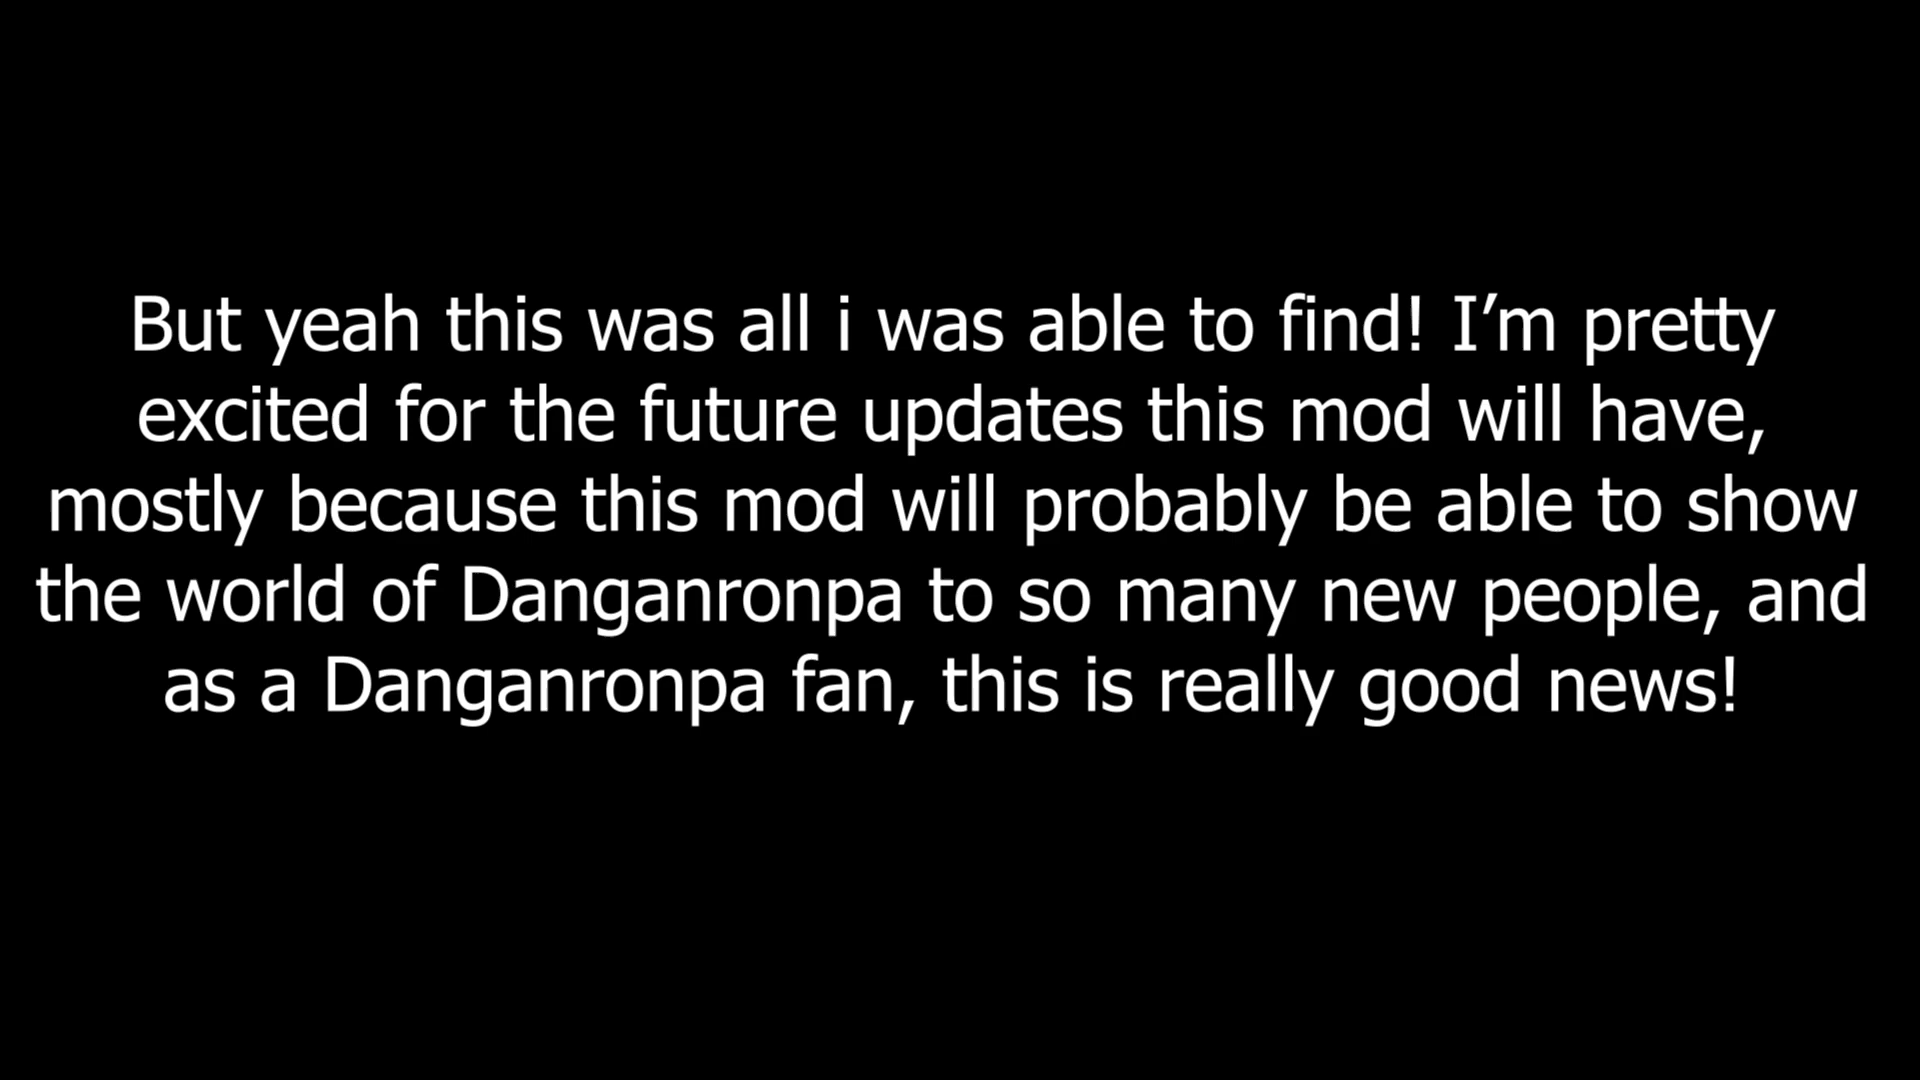 But yeah this was all i was able to find! I’m pretty
excited for the future updates this mod will have,
mostly because this mod will probably be able to show
the world of Danganronpa to so many new people, and
as a Danganronpa fan, this is really good news!